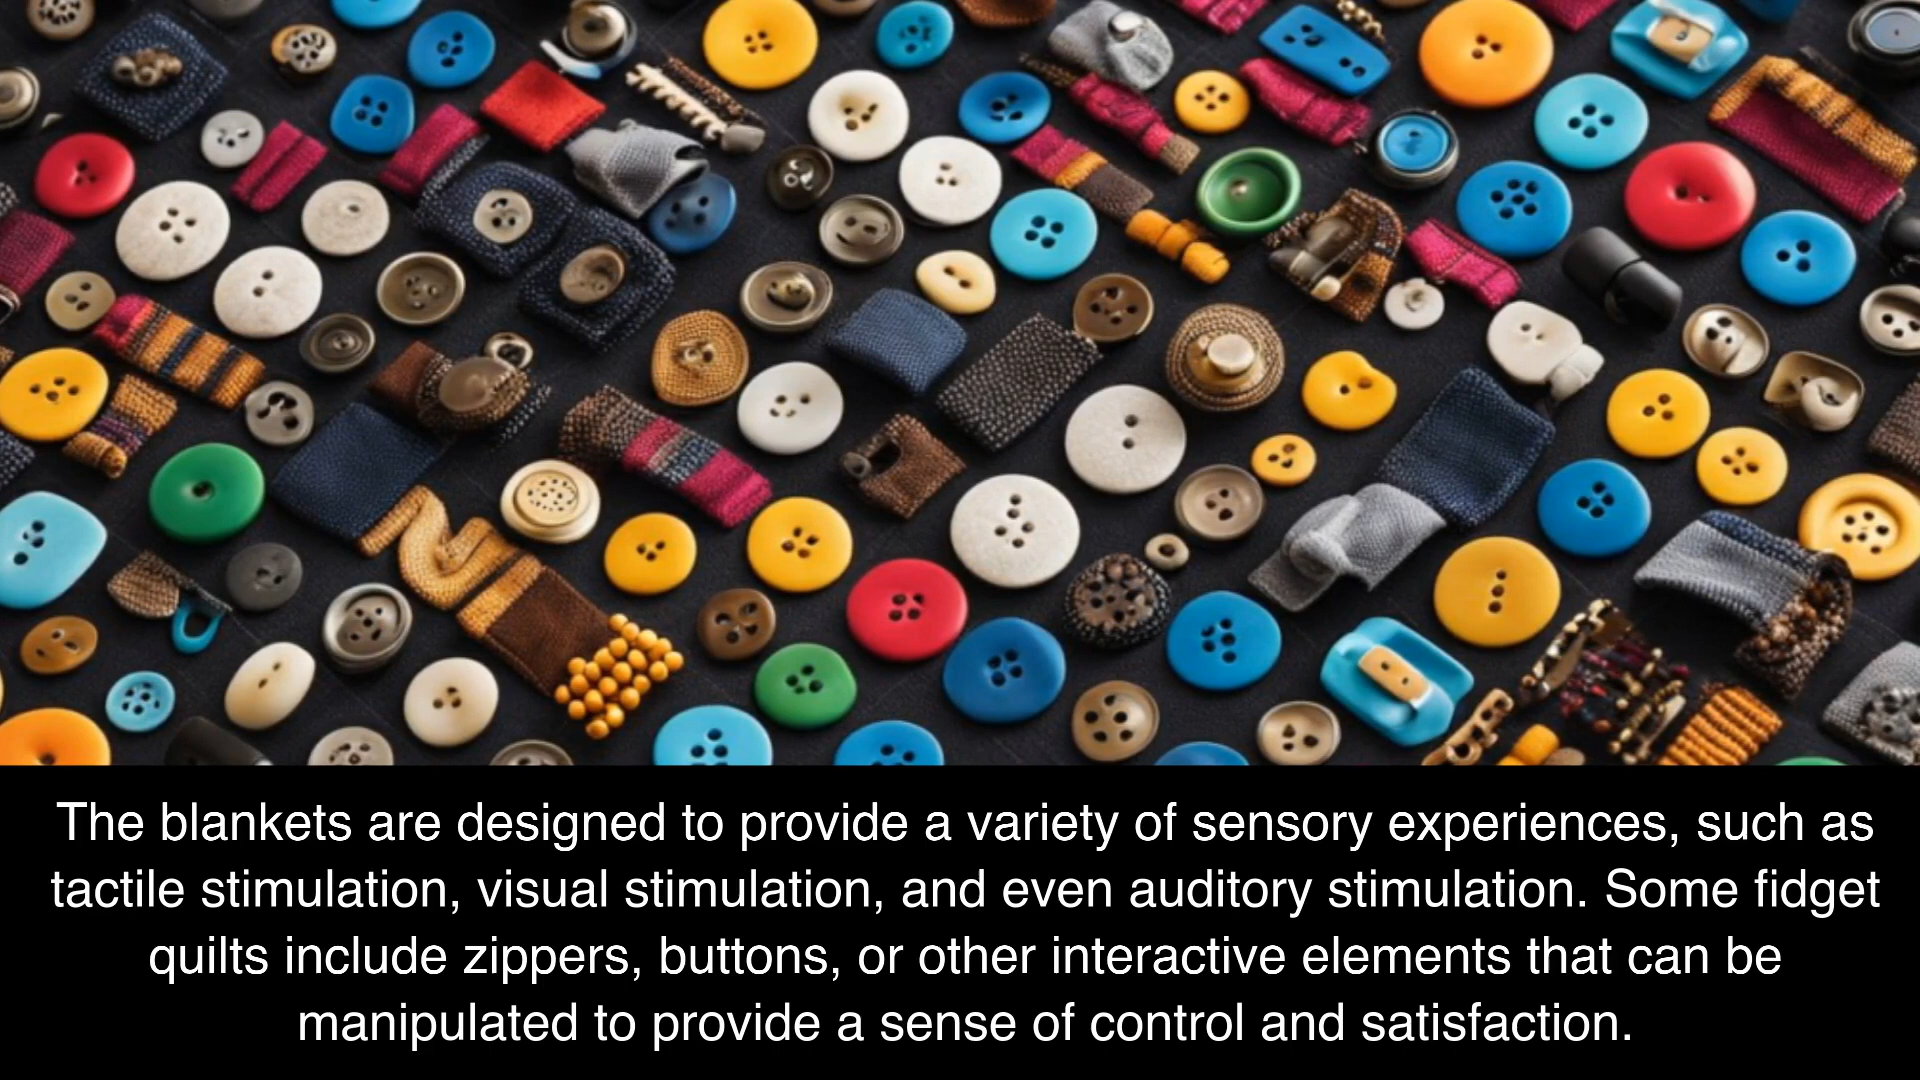 The blankets are designed to provide a variety of sensory experiences, such as
tactile stimulation, visual stimulation, and even auditory stimulation. Some fidget
quilts include zippers, buttons, or other interactive elements that can be
manipulated to provide a sense of control and satisfaction.